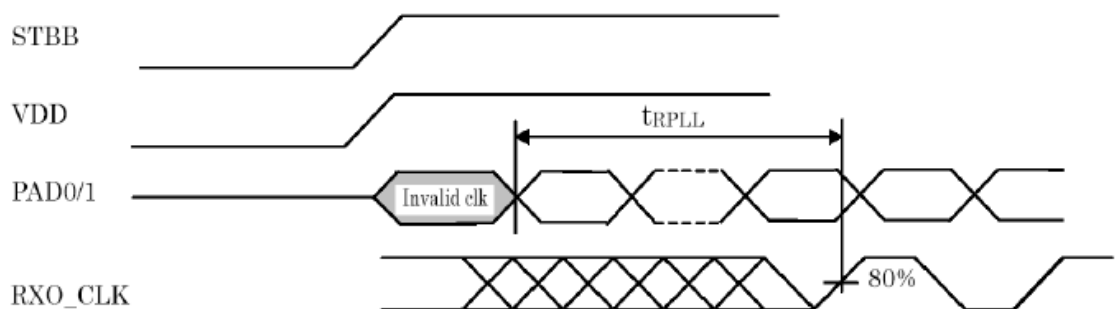 STBB
VDD
tRPLL
PAD0/1
Invalid clk
RXO_CLK
80%